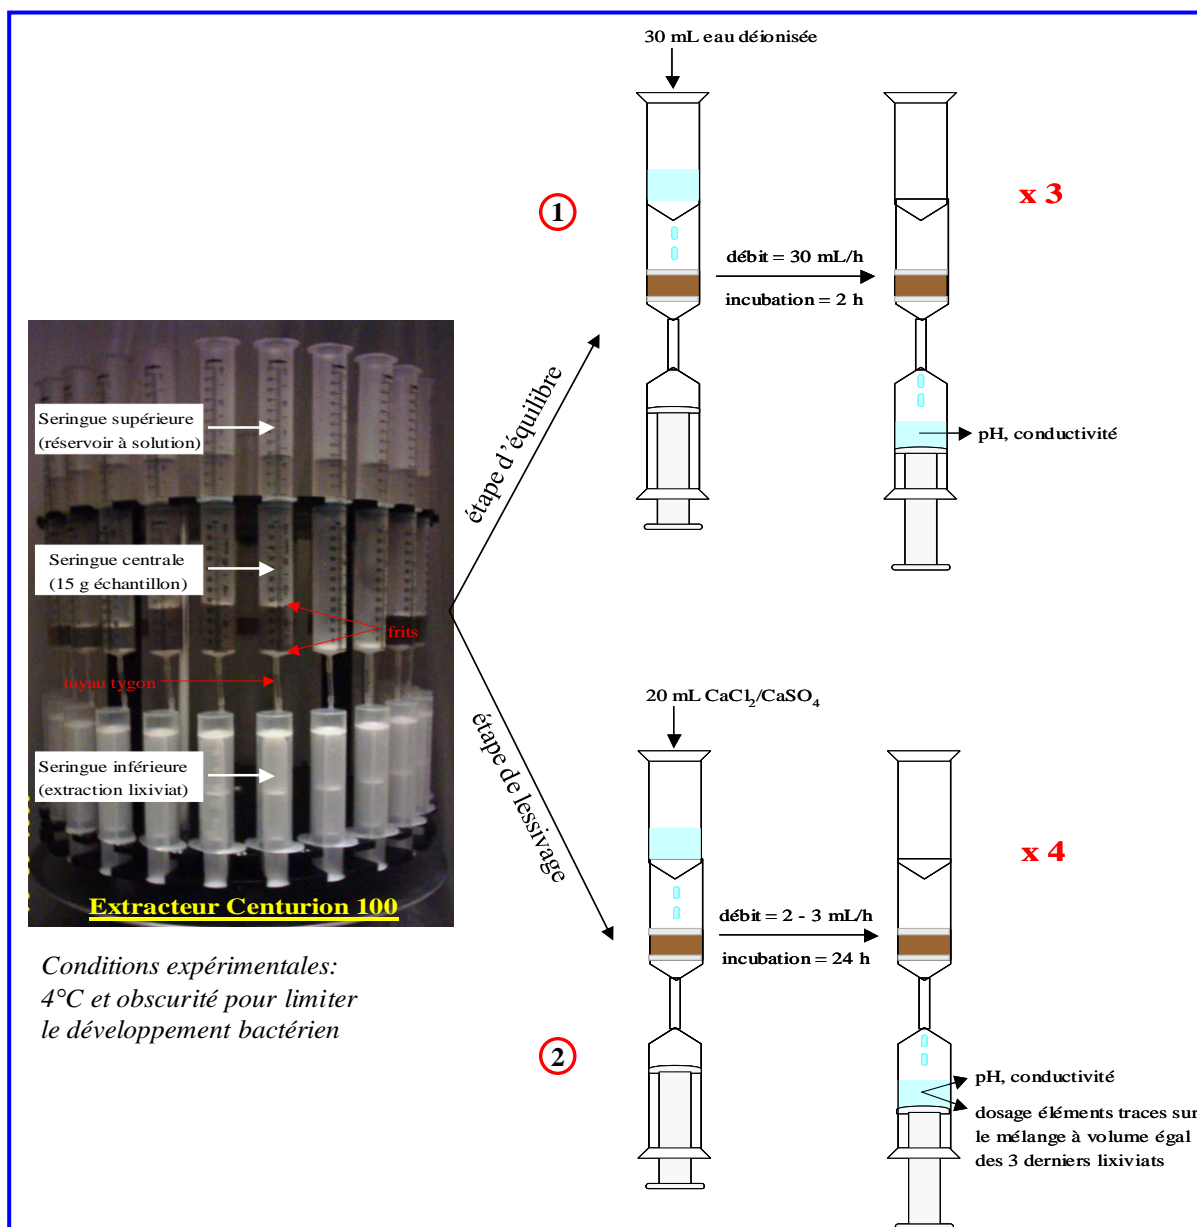 30 mL eau déionisée
1
x 3
débit = 30 mL/h
incubation = 2 h
pH, conductivité
étape d'équilibre
Seringue supérieure
(réservoir à solution)
Seringue centrale
(15 g échantillon)
frits
tuyau tygon
Seringue inférieure
(extraction lixiviat)
Extracteur Centurion 100
Conditions expérimentales:
4°C et obscurité pour limiter
le développement bactérien
étape de lessivage
20 mL CaCl₂/CaSO₄
2
x 4
débit = 2 - 3 mL/h
incubation = 24 h
pH, conductivité
dosage éléments traces sur
le mélange à volume égal
des 3 derniers lixiviats